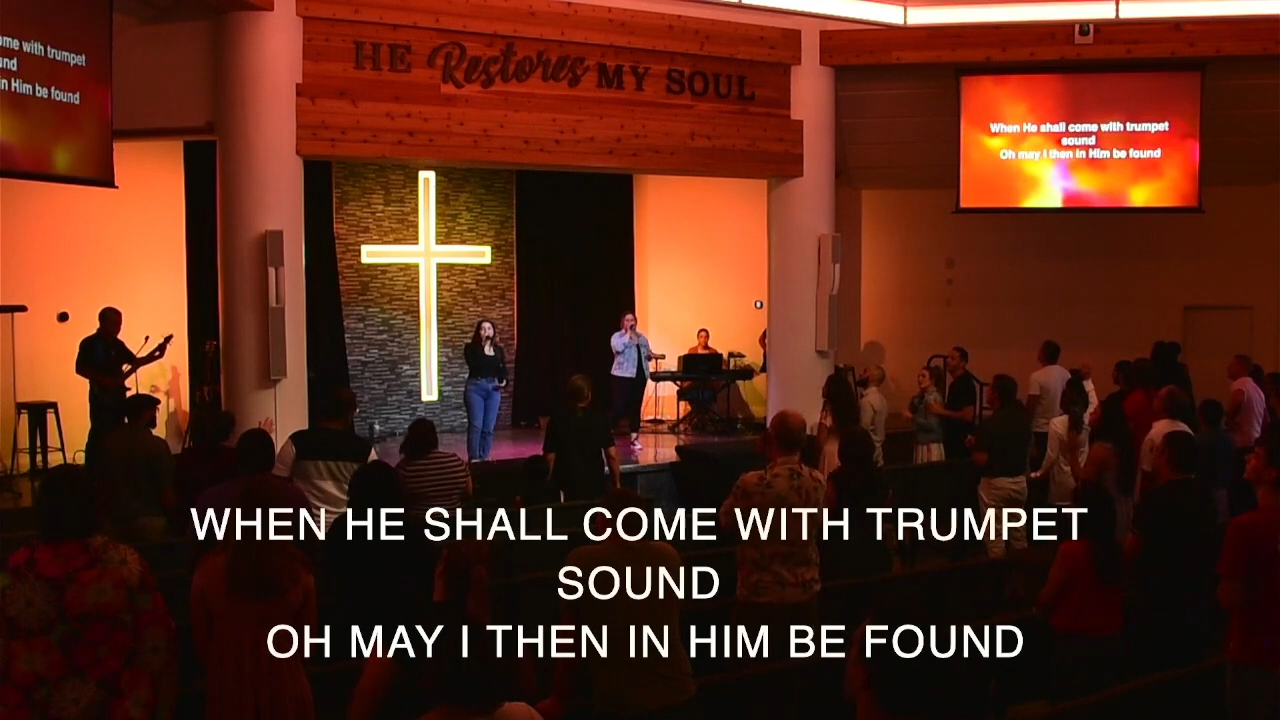 ome with trumpet
und
in Him be found
HE Restores MY SOUL
When He shall come with trumpet
sound
Oh may I then in Him be found
WHEN HE SHALL COME WITH TRUMPET
SOUND
OH MAY I THEN IN HIM BE FOUND